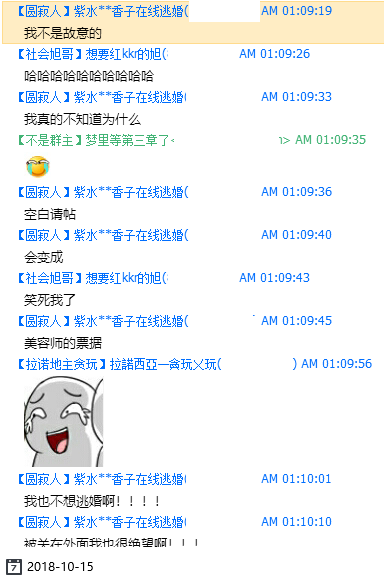 【圆寂人】紫水**香子在线逃婚( AM 01:09:19
我不是故意的
【社会旭哥】想要红kkr的旭( AM 01:09:26
哈哈哈哈哈哈哈哈哈哈
【圆寂人】紫水**香子在线逃婚( AM 01:09:33
我真的不知道为什么
【不是群主】梦里等第三章了< > AM 01:09:35
【圆寂人】紫水**香子在线逃婚( AM 01:09:36
空白请帖
【圆寂人】紫水**香子在线逃婚( AM 01:09:40
会变成
【社会旭哥】想要红kkr的旭( AM 01:09:43
笑死我了
【圆寂人】紫水**香子在线逃婚( AM 01:09:45
美容师的票据
【拉诺地主贪玩】拉諾西亞一貪玩乂玩( ) AM 01:09:56
【圆寂人】紫水**香子在线逃婚( AM 01:10:01
我也不想逃婚啊！！！！
【圆寂人】紫水**香子在线逃婚( AM 01:10:10
被关在外面我也很绝望啊！！！
7 2018-10-15